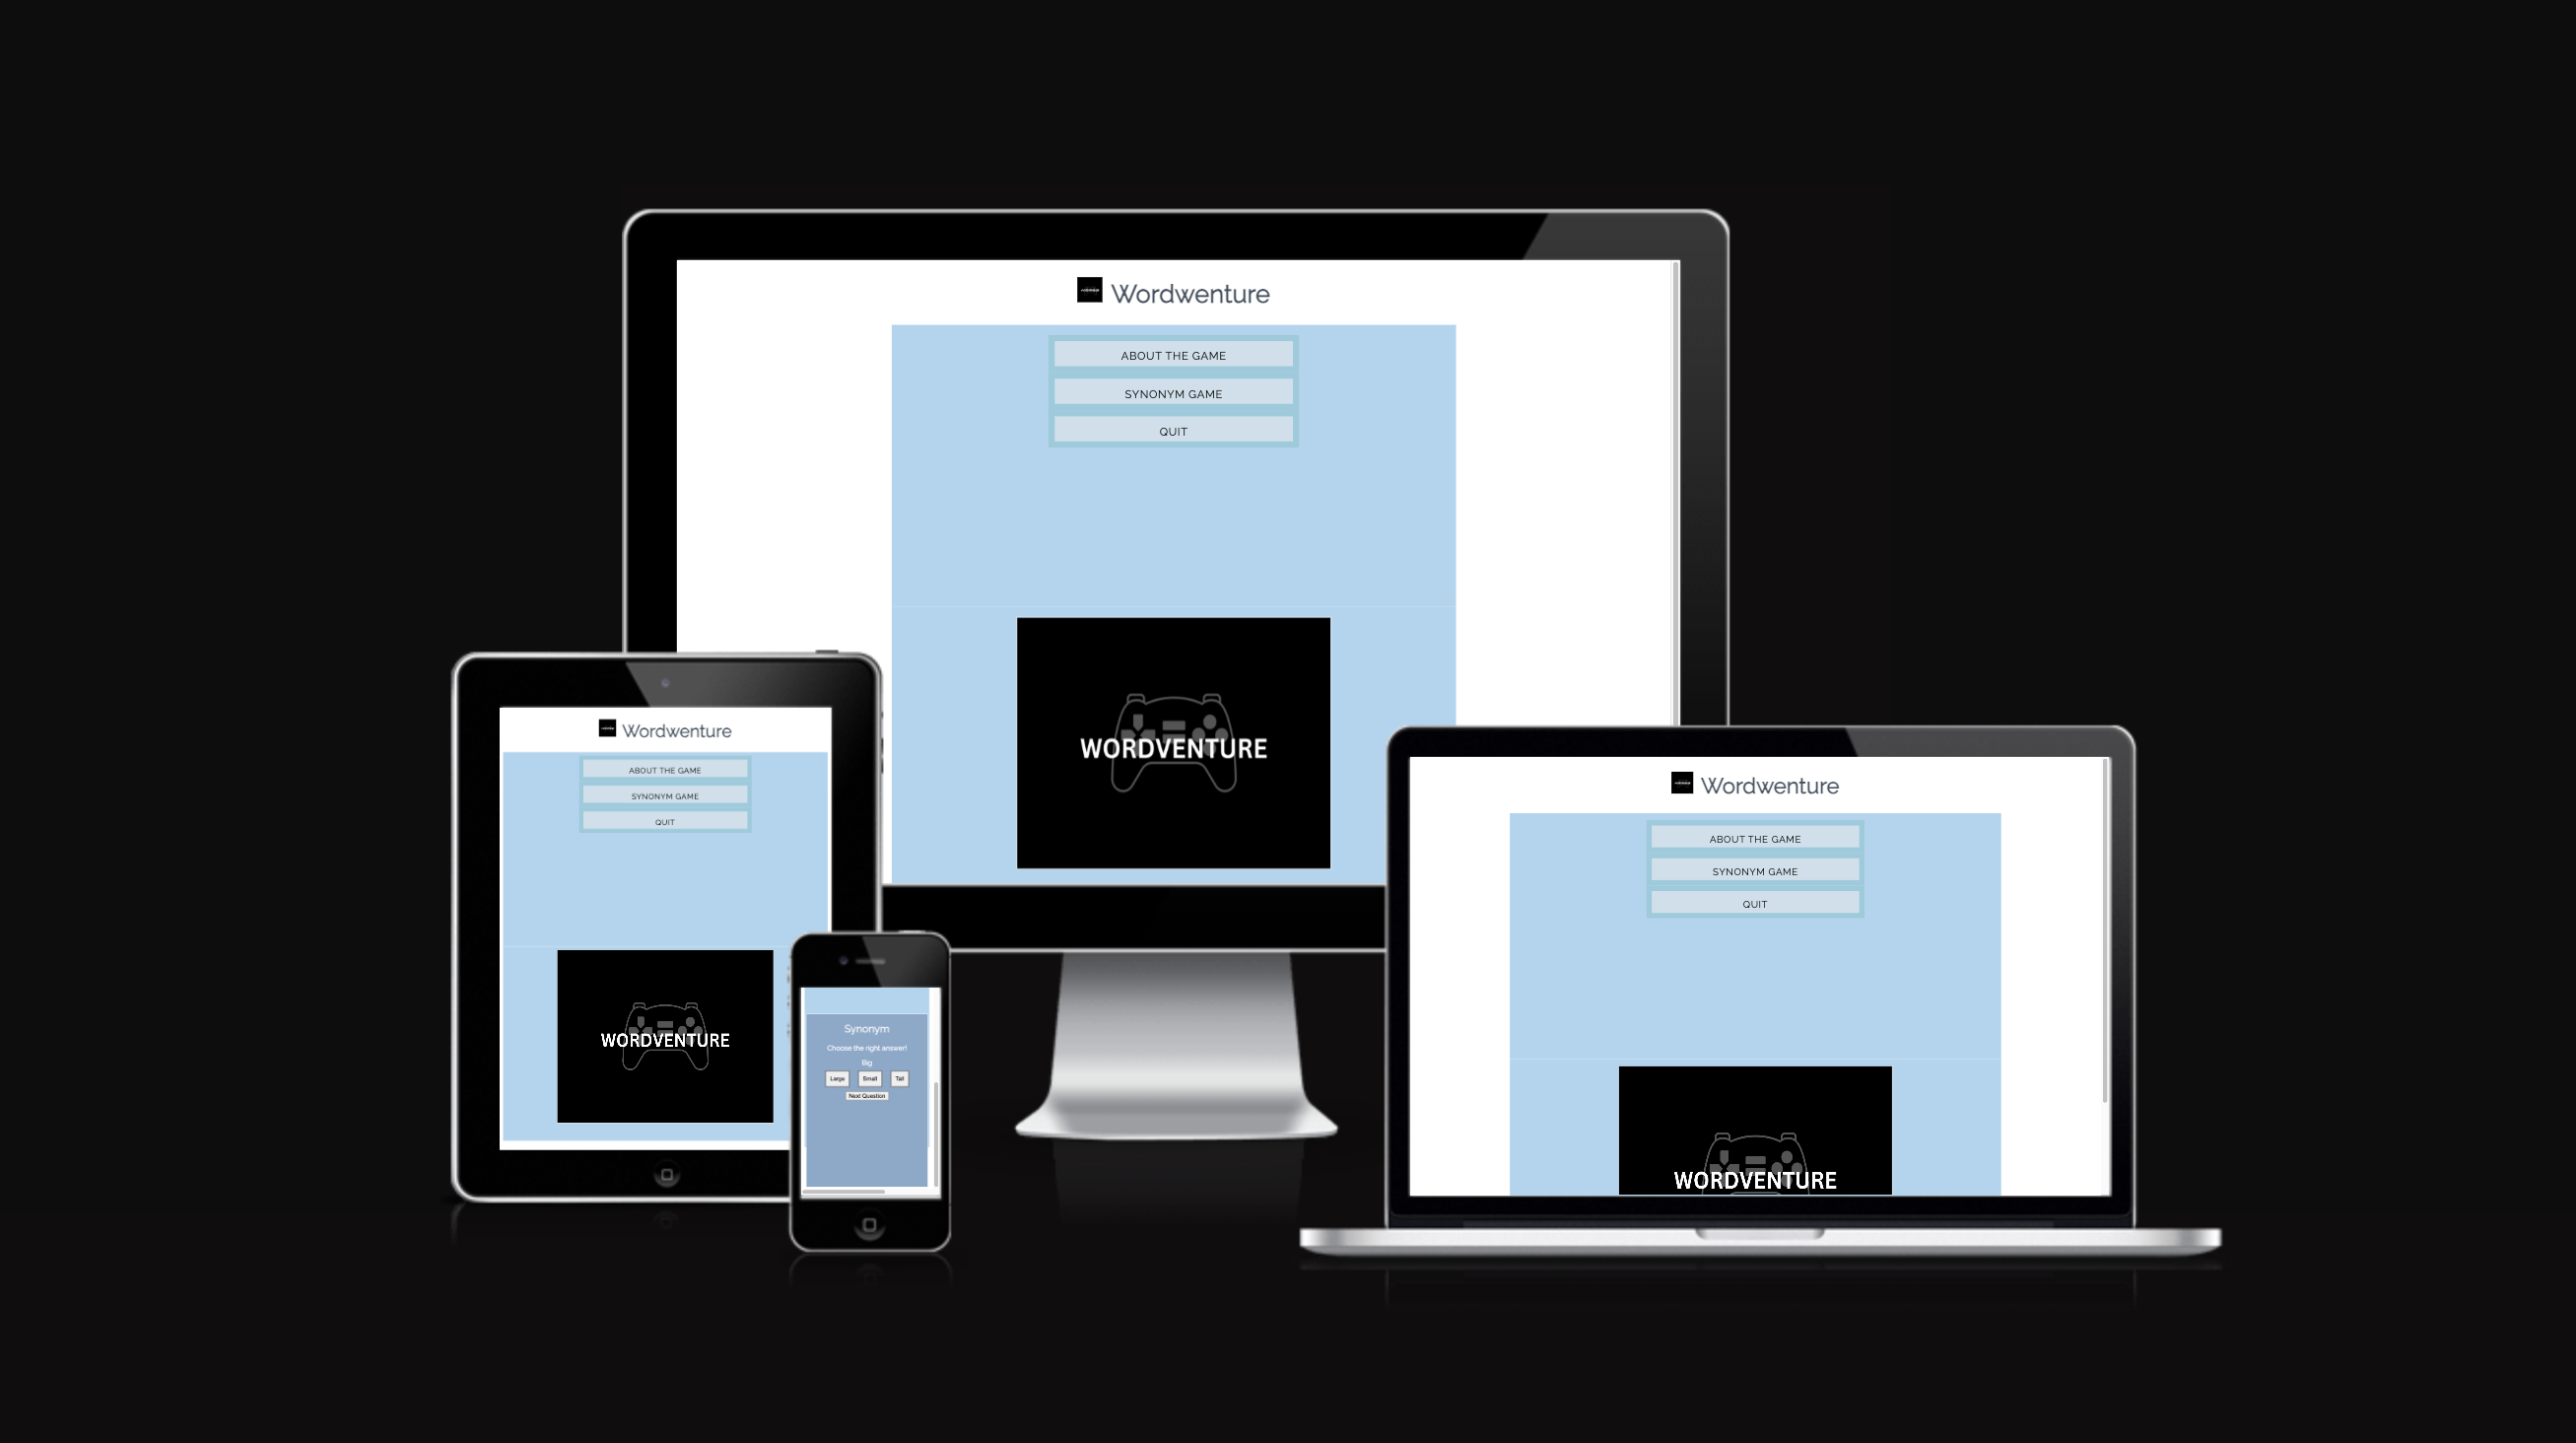 Wordwenture
ABOUT THE GAME
SYNONYM GAME
QUIT
WORDVENTURE
Wordwenture
ABOUT THE GAME
SYNONYM GAME
QUIT
WORDVENTURE
Synonym
Choose the right answer!
Big
Large Small Tall
Next Question
Wordwenture
ABOUT THE GAME
SYNONYM GAME
QUIT
WORDVENTURE